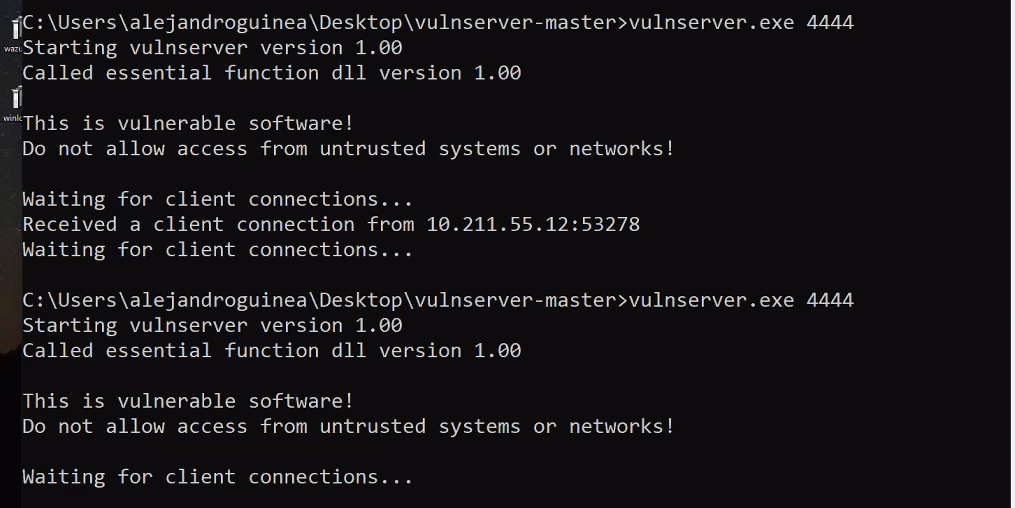 C:\Users\alejandroguinea\Desktop\vulnserver-master>vulnserver.exe 4444
Starting vulnserver version 1.00
Called essential function dll version 1.00
This is vulnerable software!
Do not allow access from untrusted systems or networks!
Waiting for client connections...
Received a client connection from 10.211.55.12:53278
Waiting for client connections...
C:\Users\alejandroguinea\Desktop\vulnserver-master>vulnserver.exe 4444
Starting vulnserver version 1.00
Called essential function dll version 1.00
This is vulnerable software!
Do not allow access from untrusted systems or networks!
Waiting for client connections...